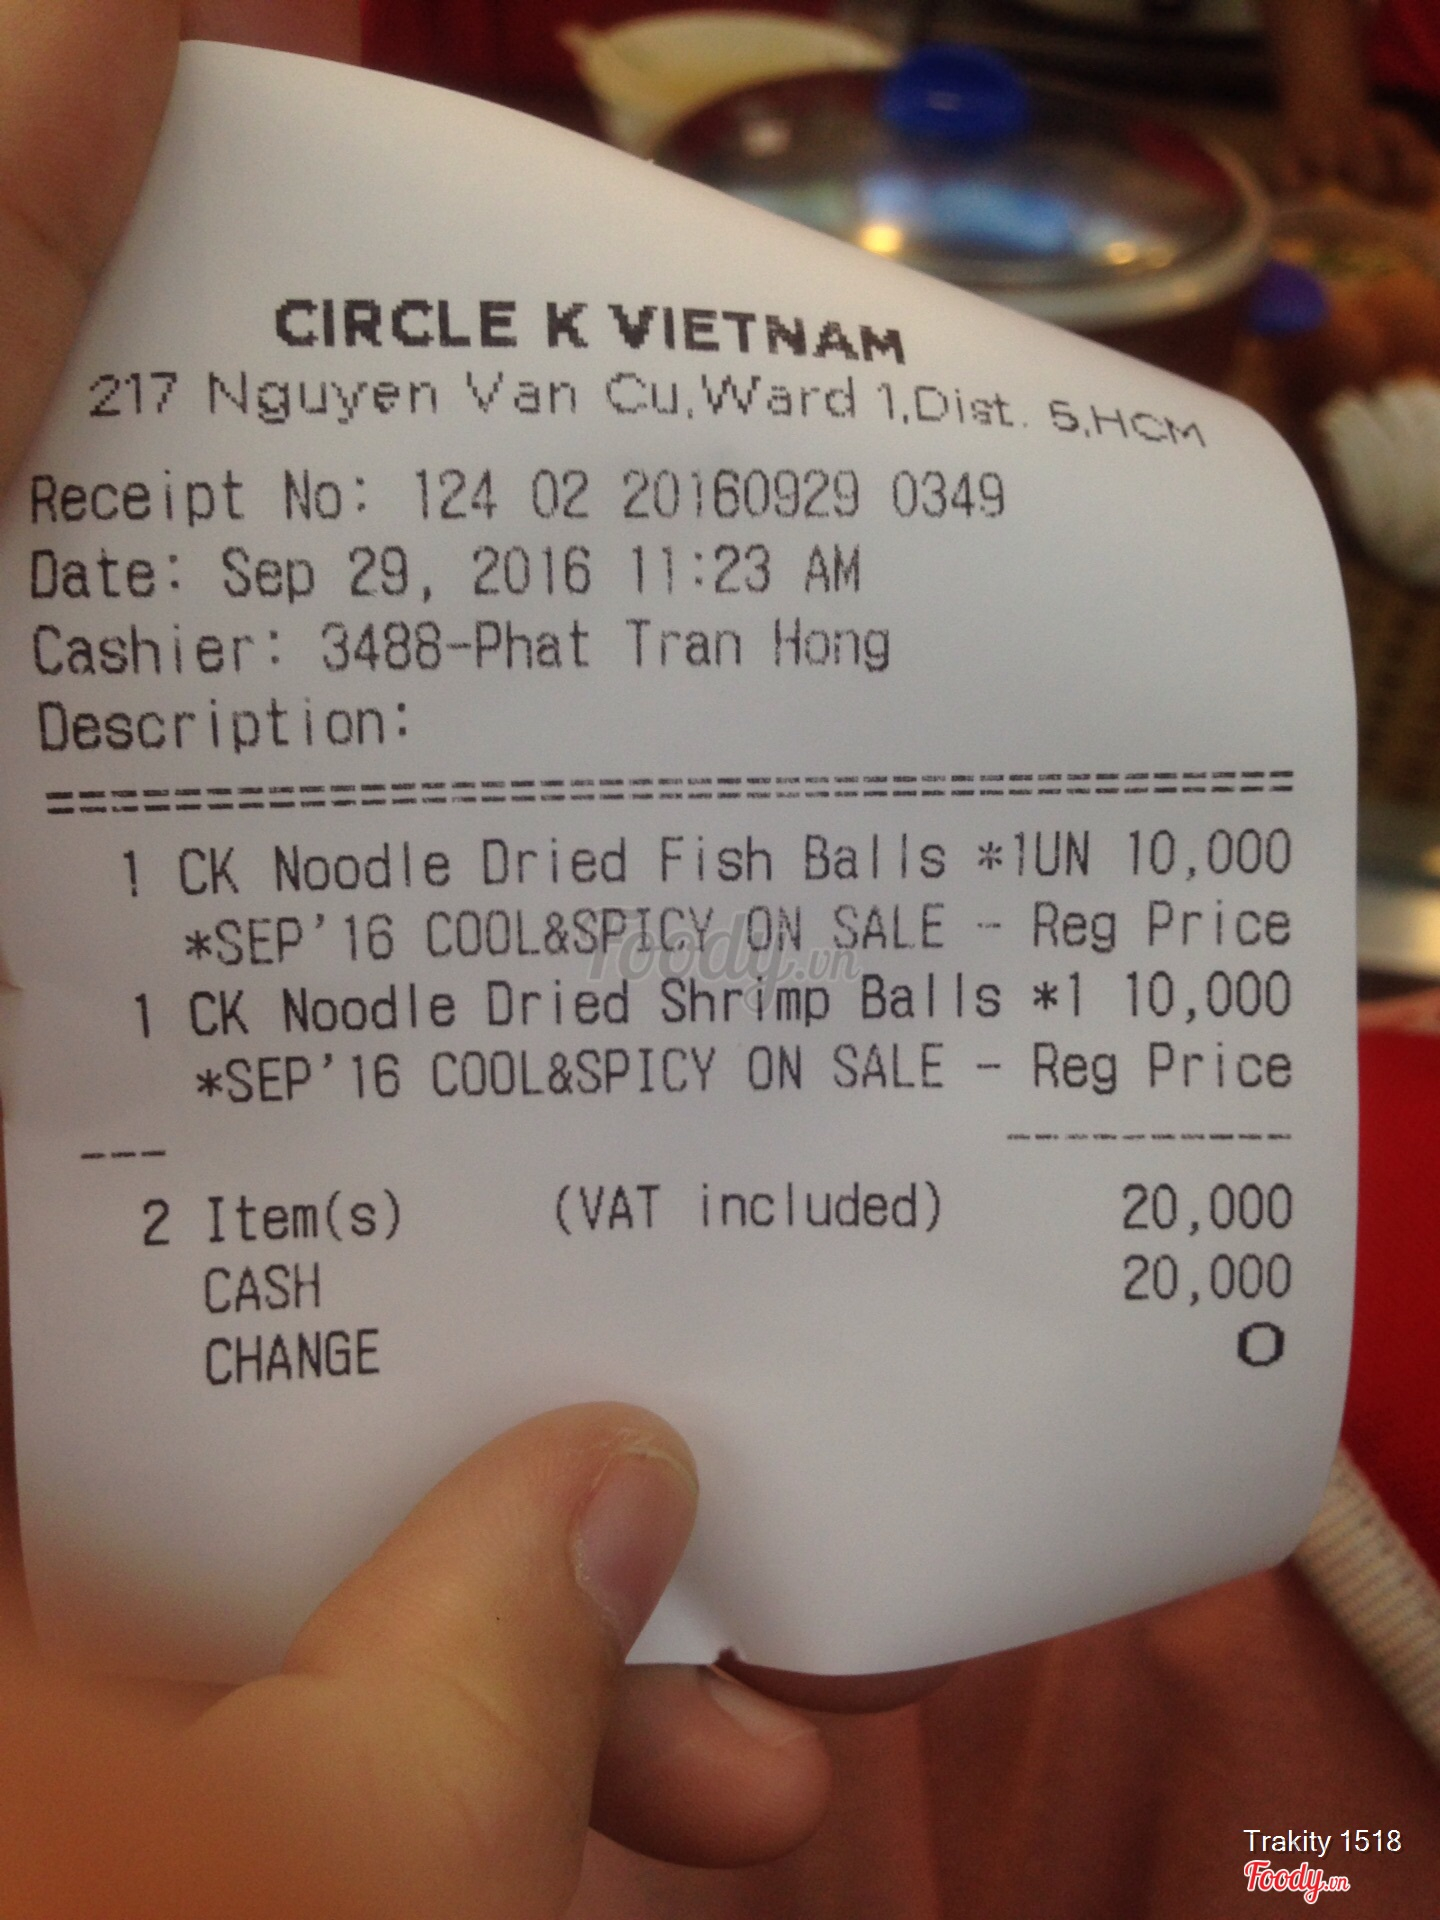 CIRCLE K VIETNAM
217 Nguyen Van Cu,Ward 1,Dist. 5,HCM
Receipt No: 124 02 20160929 0349
Date: Sep 29, 2016 11:23 AM
Cashier: 3488-Phat Tran Hong
Description:
1 CK Noodle Dried Fish Balls *1UN 10,000
*SEP'16 COOL&SPICY ON SALE - Reg Price
1 CK Noodle Dried Shrimp Balls *1 10,000
*SEP'16 COOL&SPICY ON SALE - Reg Price
2 Item(s) (VAT included) 20,000
CASH 20,000
CHANGE 0
Foody.vn
Trakity 1518
Foody.vn